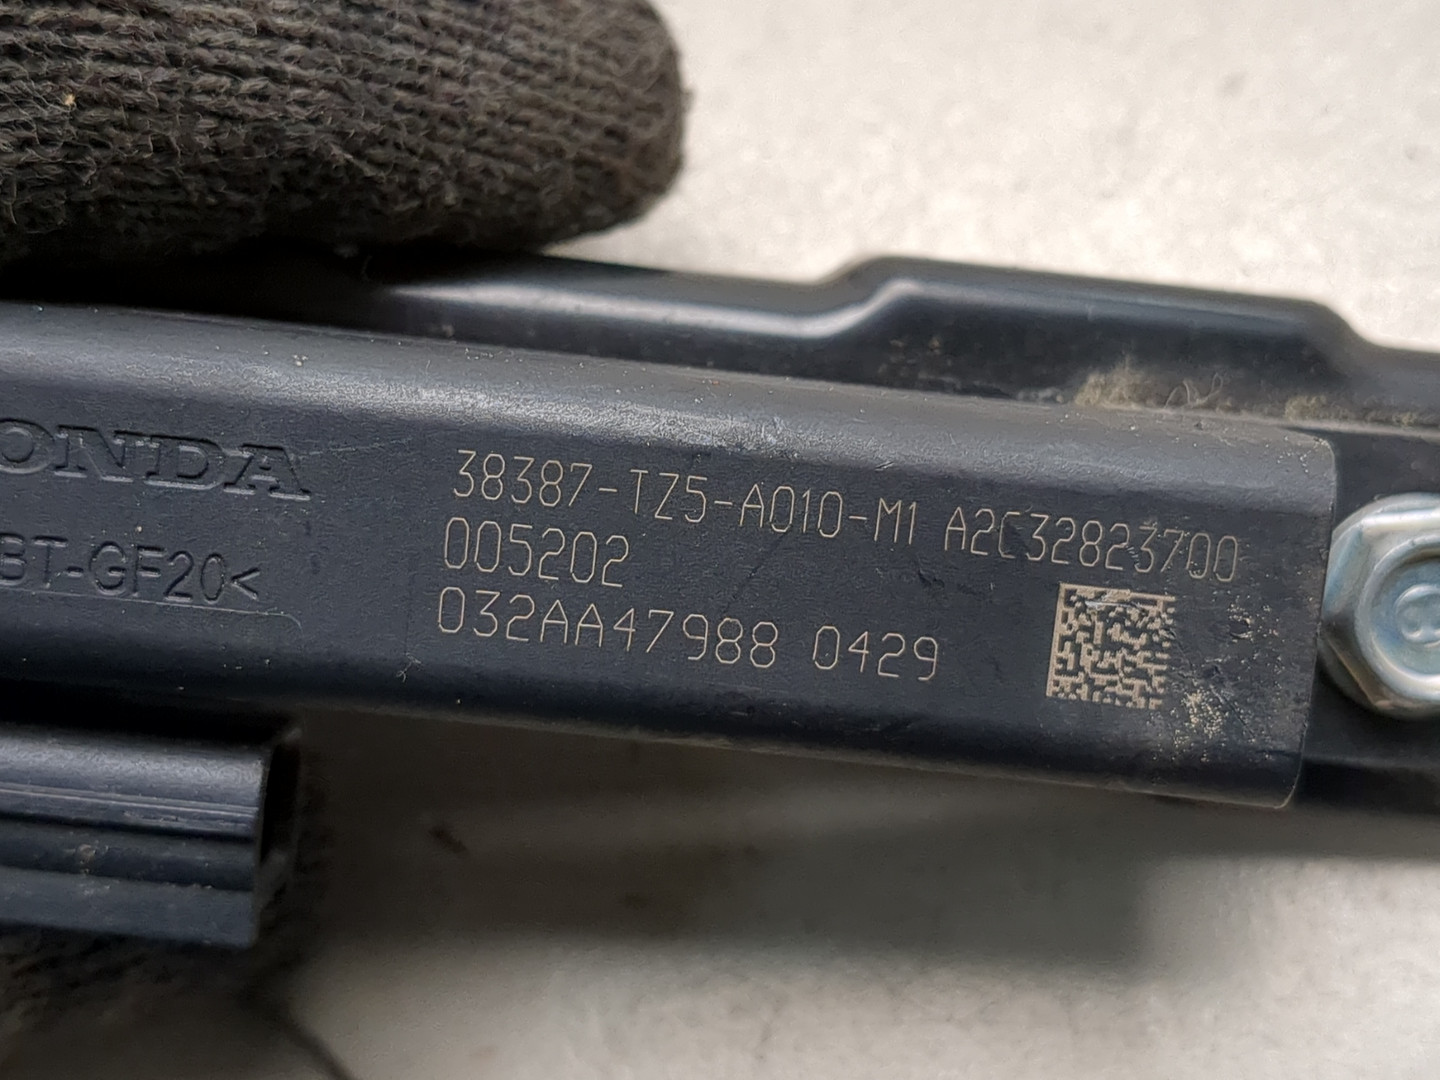 ONDA
BT-GF20<
38387-TZ5-A010-M1 A2C32823700
005202
032AA47988 0429